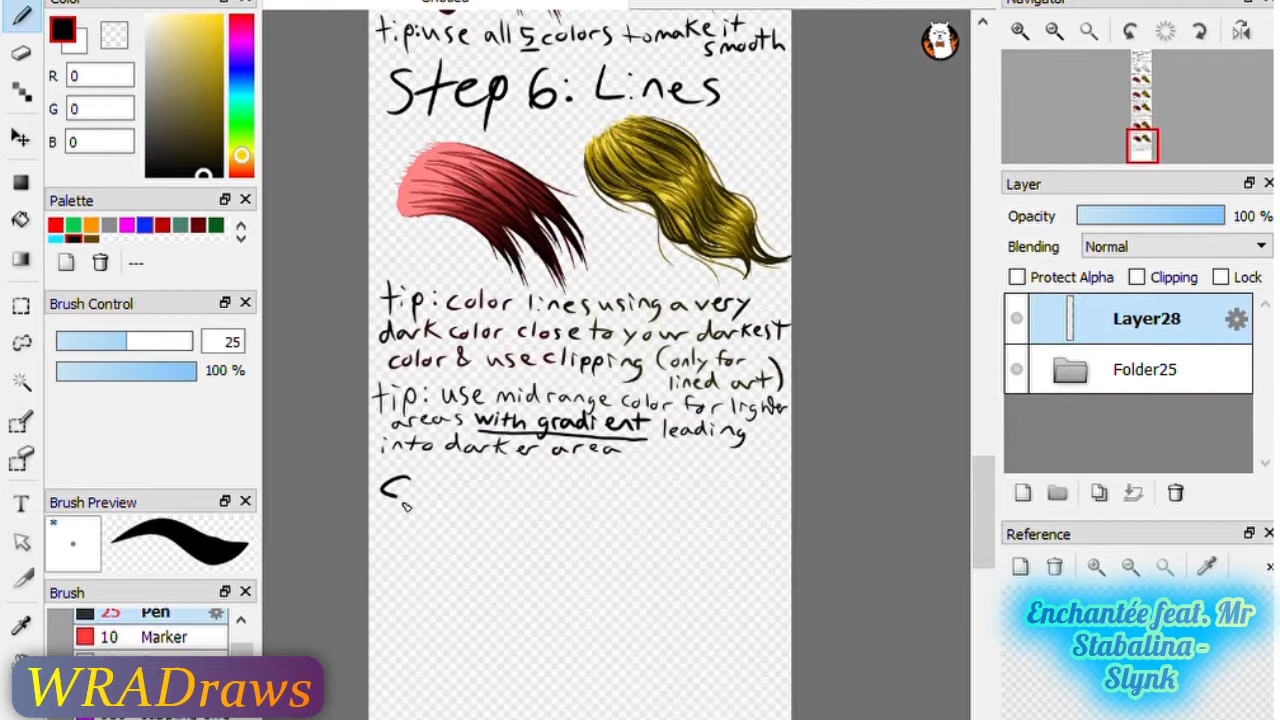 Color
Untitled
Navigator
tip:use all 5 colors to make it
smooth
Step 6: Lines
R 0
G 0
B 0
Palette
---
Brush Control
25
100 %
Brush Preview
Brush
25 Pen
10 Marker
WRADraws
tip: color lines using a very
dark color close to your darkest
color & use clipping (only for
lined art)
tip: use midrange color for lighter
areas with gradient leading
into darker area
Layer
Opacity 100 %
Blending Normal
Protect Alpha Clipping Lock
Layer28
Folder25
Reference
Enchantée feat. Mr
Stabalina -
Slynk